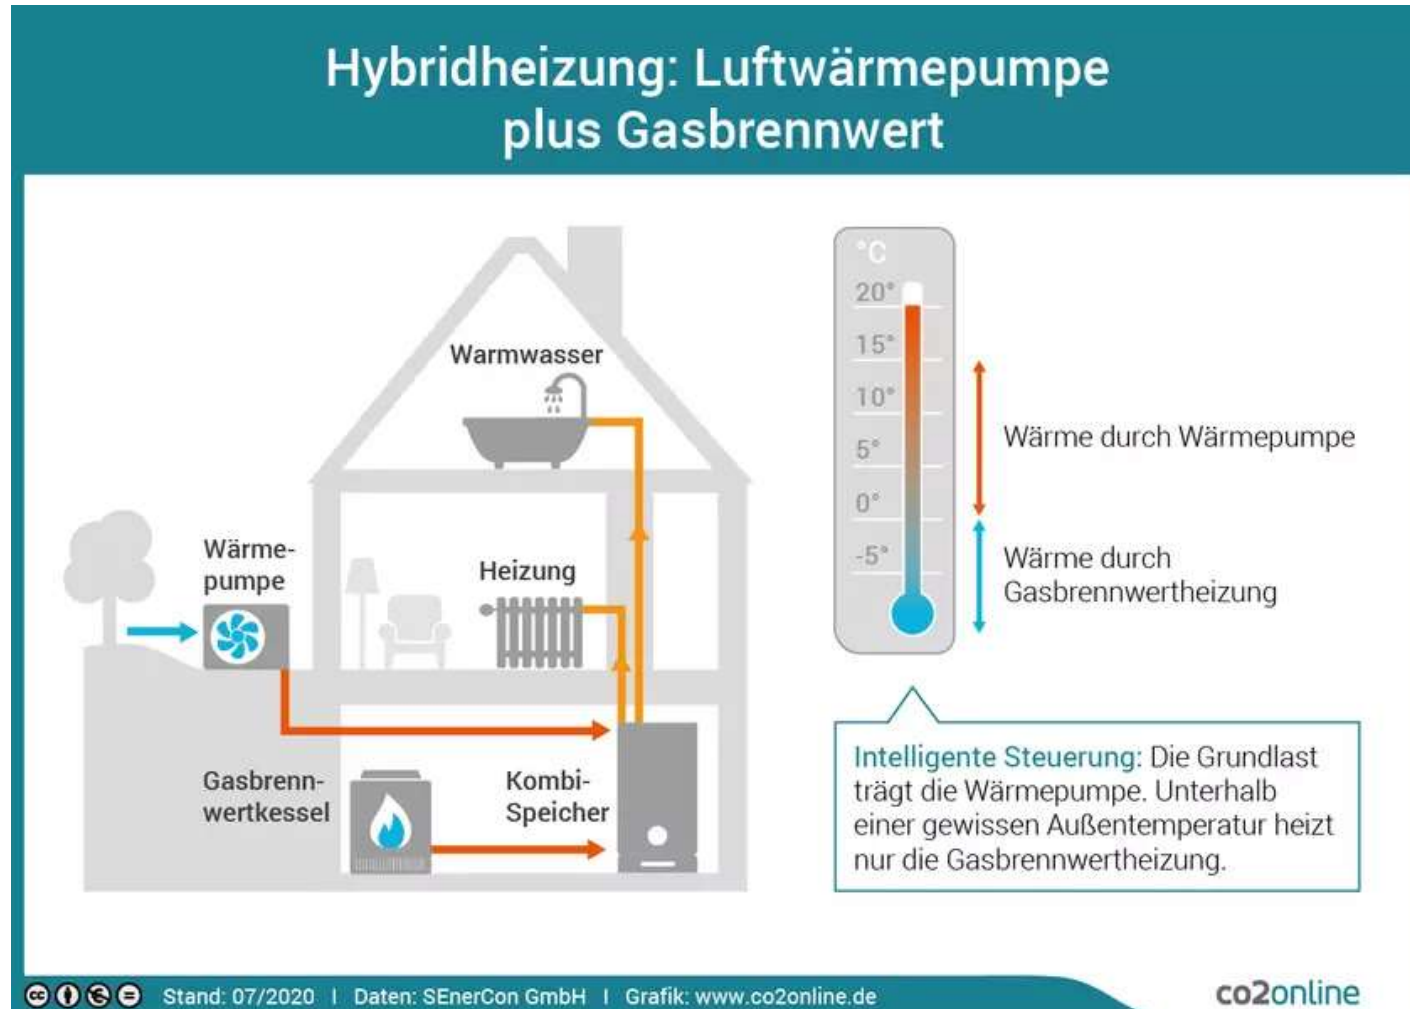 Hybridheizung: Luftwärmepumpe
plus Gasbrennwert
Warmwasser
Wärme-
pumpe
Heizung
Gasbrenn-
wertkessel
Kombi-
Speicher
°C
20°
15°
10°
5°
0°
-5°
Wärme durch Wärmepumpe
Wärme durch
Gasbrennwertheizung
Intelligente Steuerung: Die Grundlast
trägt die Wärmepumpe. Unterhalb
einer gewissen Außentemperatur heizt
nur die Gasbrennwertheizung.
cc Stand: 07/2020 I Daten: SEnerCon GmbH I Grafik: www.co2online.de
co2online